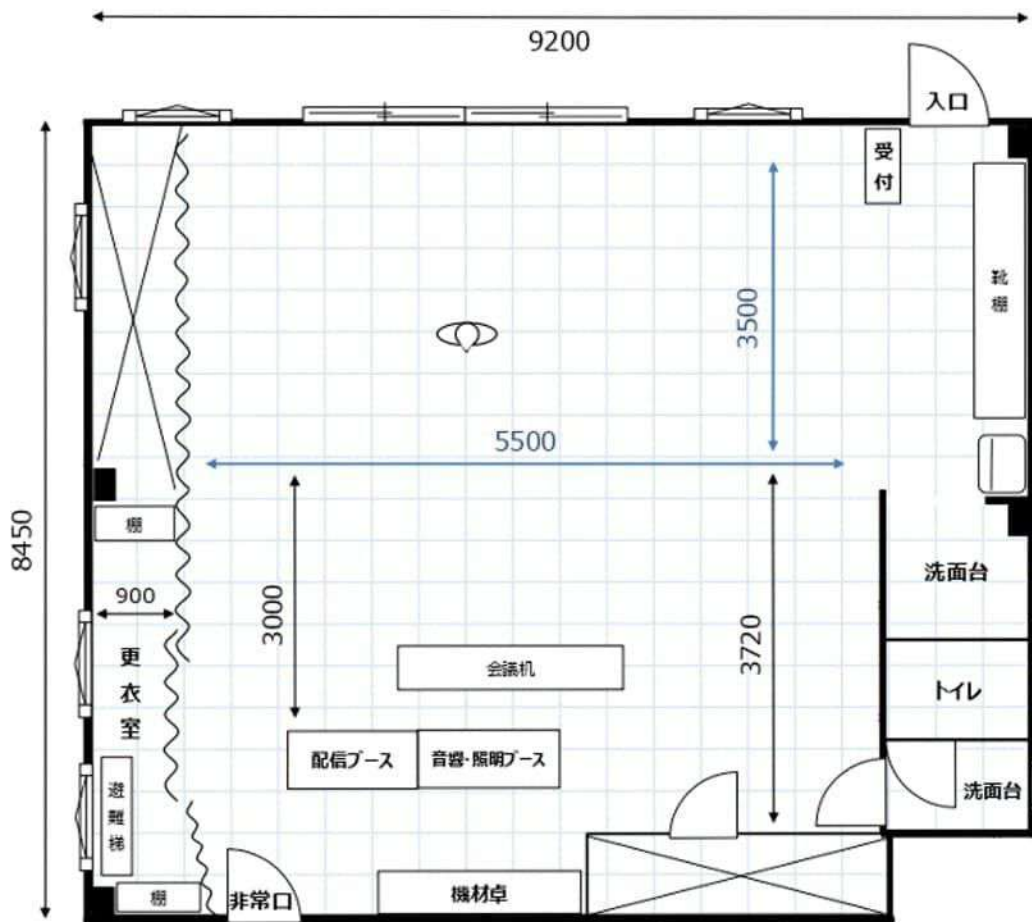 9200
入口
受付
靴棚
3500
5500
8450
棚
900
3000
3720
洗面台
更衣室
会議机
トイレ
配信ブース
音響・照明ブース
洗面台
避難梯
棚
非常口
機材卓